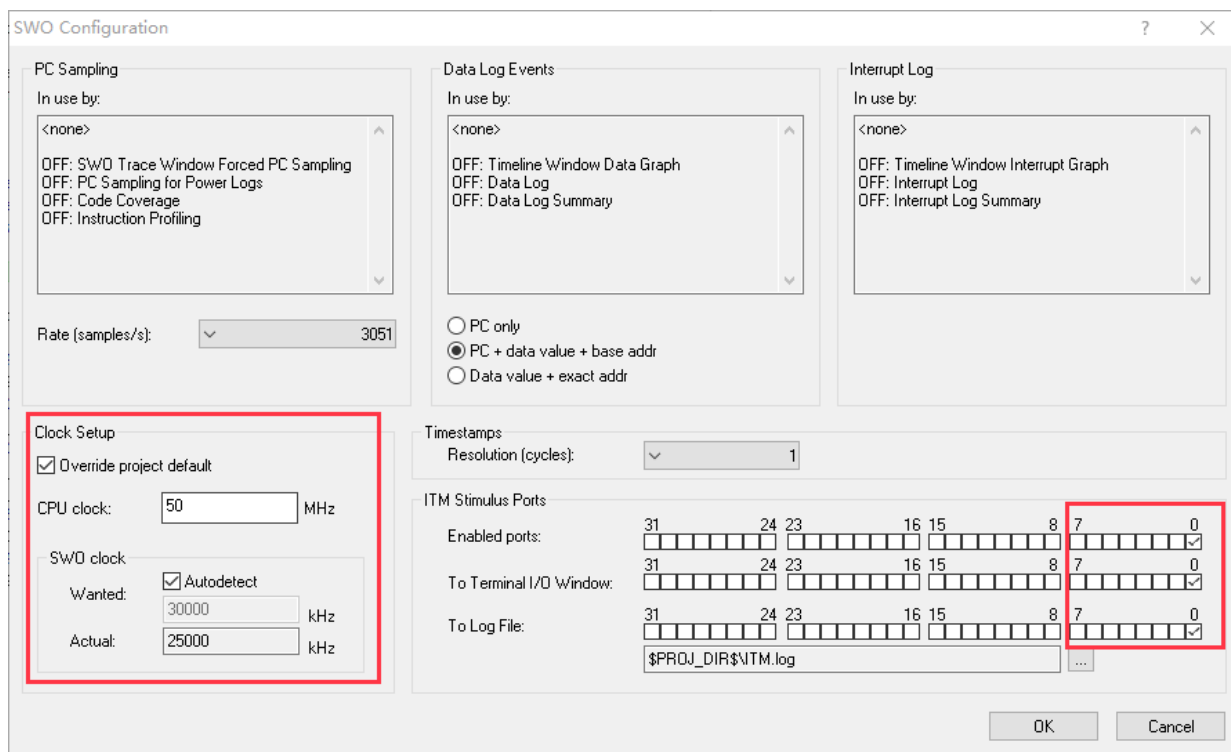 SWO Configuration
?
PC Sampling
In use by:
<none>
OFF: SWO Trace Window Forced PC Sampling
OFF: PC Sampling for Power Logs
OFF: Code Coverage
OFF: Instruction Profiling
Rate (samples/s):
3051
Data Log Events
In use by:
<none>
OFF: Timeline Window Data Graph
OFF: Data Log
OFF: Data Log Summary
PC only
PC + data value + base addr
Data value + exact addr
Interrupt Log
In use by:
<none>
OFF: Timeline Window Interrupt Graph
OFF: Interrupt Log
OFF: Interrupt Log Summary
Clock Setup
Override project default
CPU clock: 50 MHz
SWO clock
Autodetect
Wanted: 30000 kHz
Actual: 25000 kHz
Timestamps
Resolution (cycles): 1
ITM Stimulus Ports
31 24 23 16 15 8 7 0
Enabled ports:
31 24 23 16 15 8 7 0
To Terminal I/O Window:
31 24 23 16 15 8 7 0
To Log File:
$PROJ_DIR$\ITM.log
...
OK
Cancel